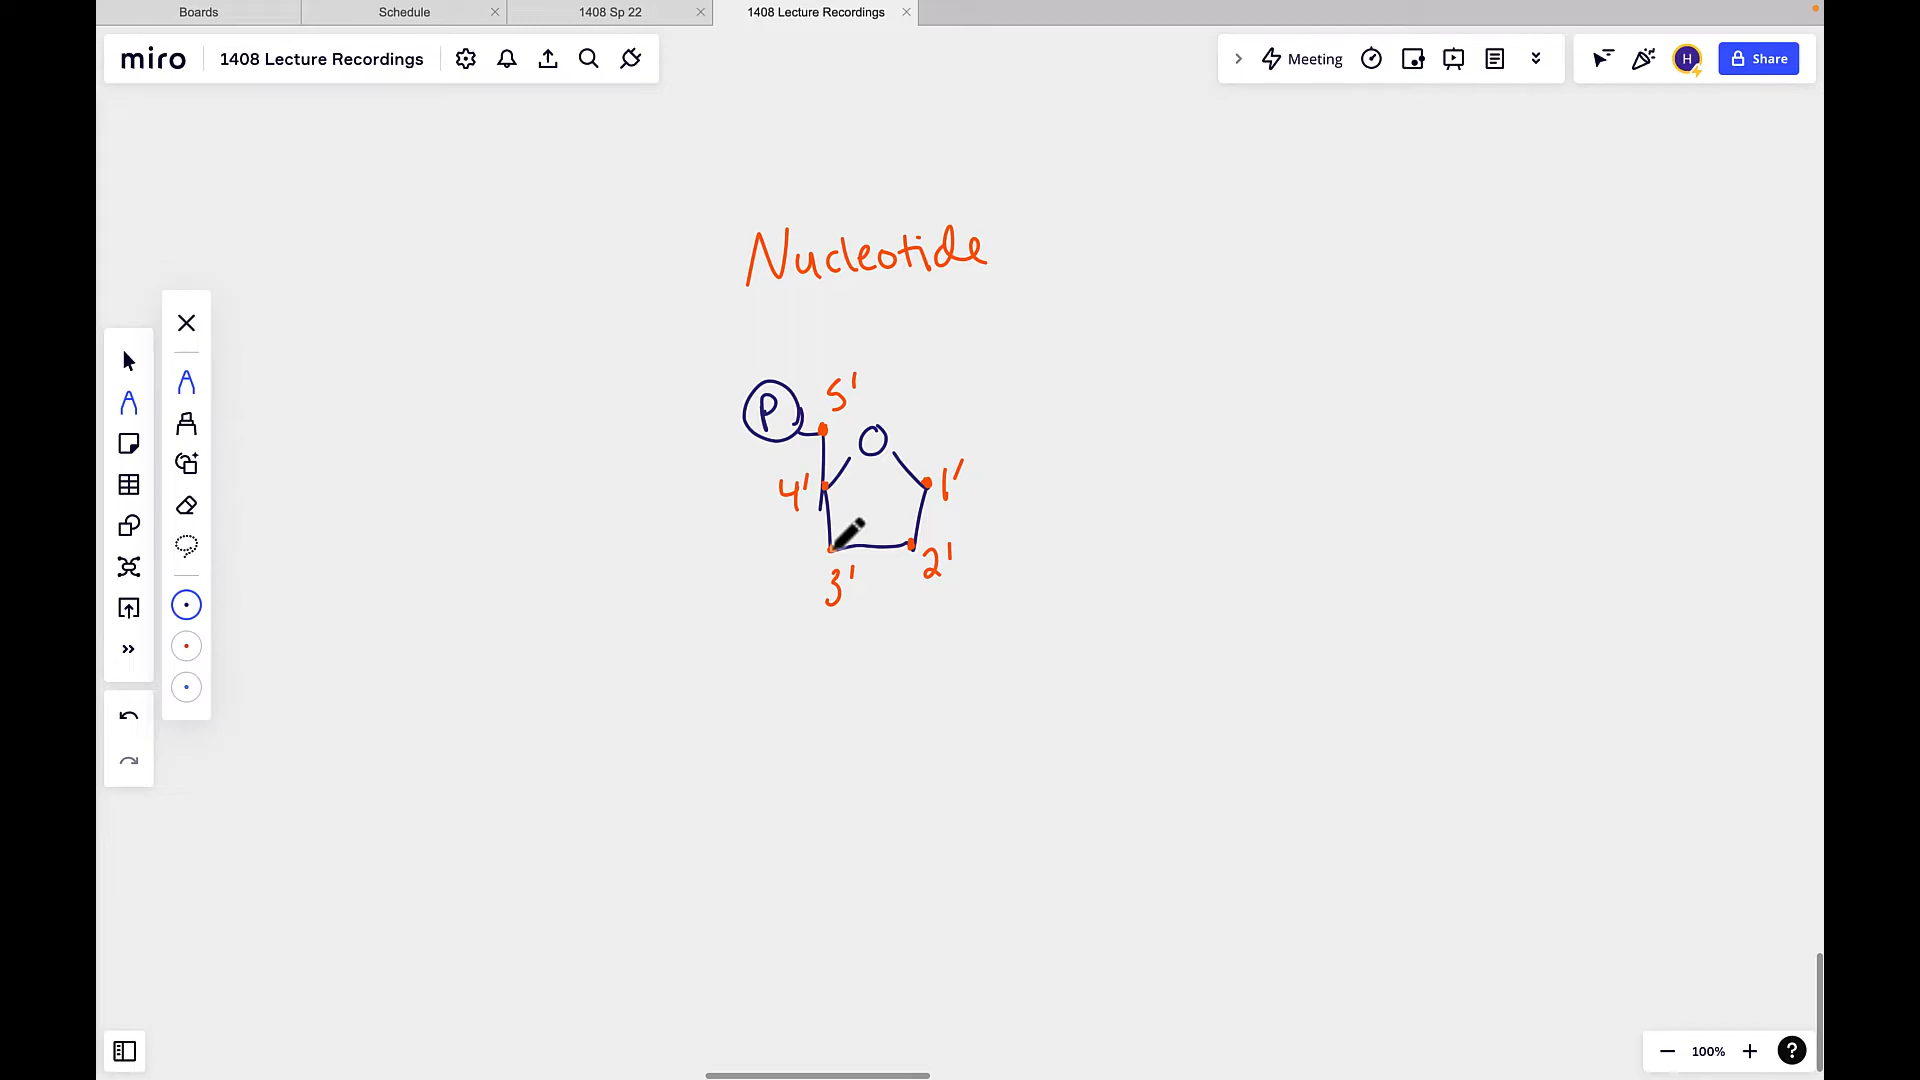 Boards Schedule 1408 Sp 22 1408 Lecture Recordings
miro 1408 Lecture Recordings Meeting H Share
Nucleotide
P 5'
O
4' 1'
3' 2'
100% ?